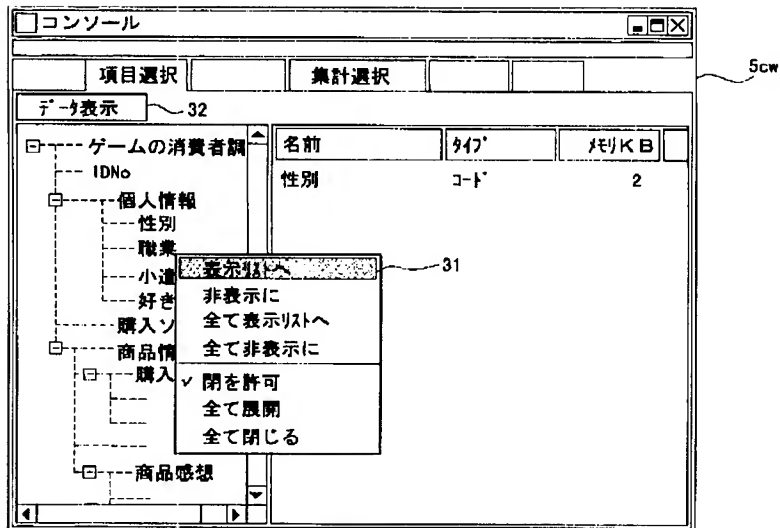 コンソール
項目選択 集計選択
5cw
データ表示 32
ゲームの消費者調
名前 タイプ メモリKB
IDNo
性別 コード 2
個人情報
性別
職業
小遣
好き
購入ソ
商品情
購入
商品感想
表示リストへ 31
非表示に
全て表示リストへ
全て非表示に
✓ 閉を許可
全て展開
全て閉じる